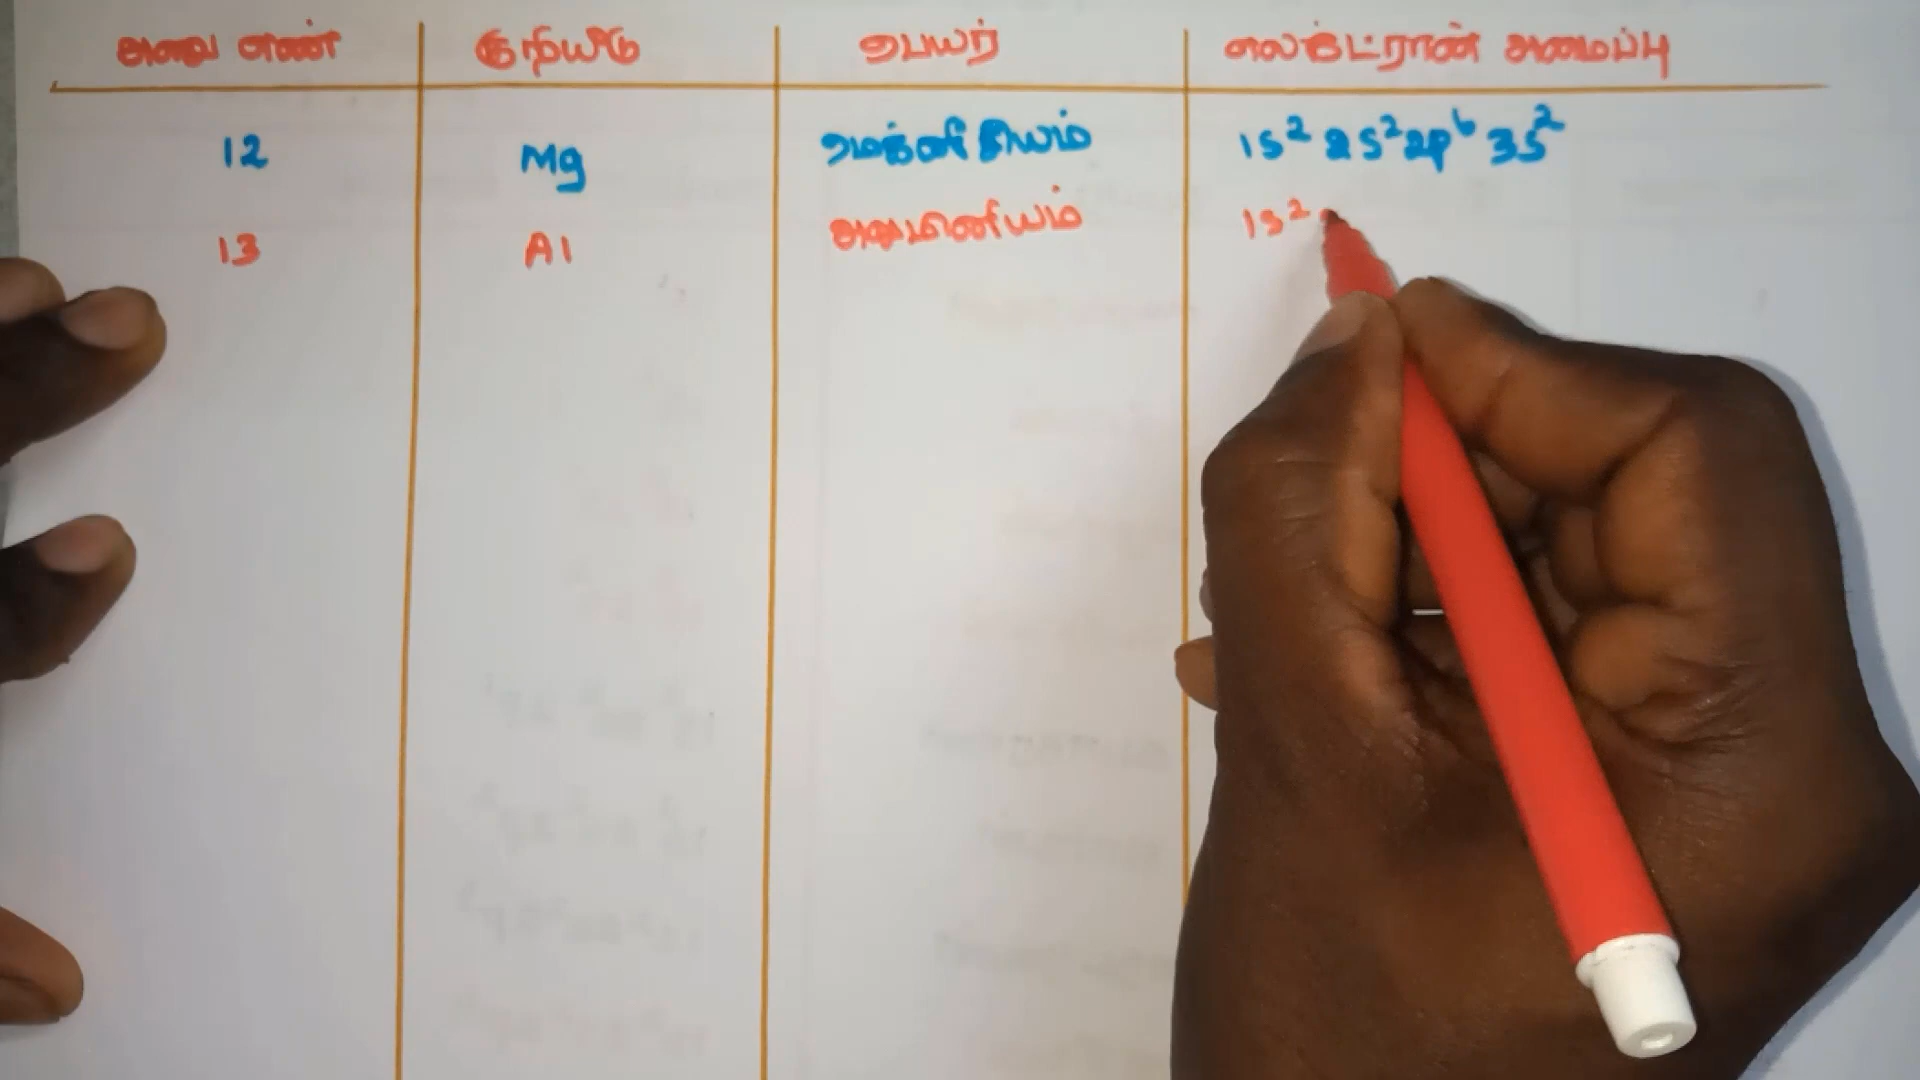 அணு எண் குறியீடு பெயர் எலக்ட்ரான் அமைப்பு
12 Mg மெக்னீசியம் 1s² 2s² 2p⁶ 3s²
13 Al அலுமினியம் 1s²